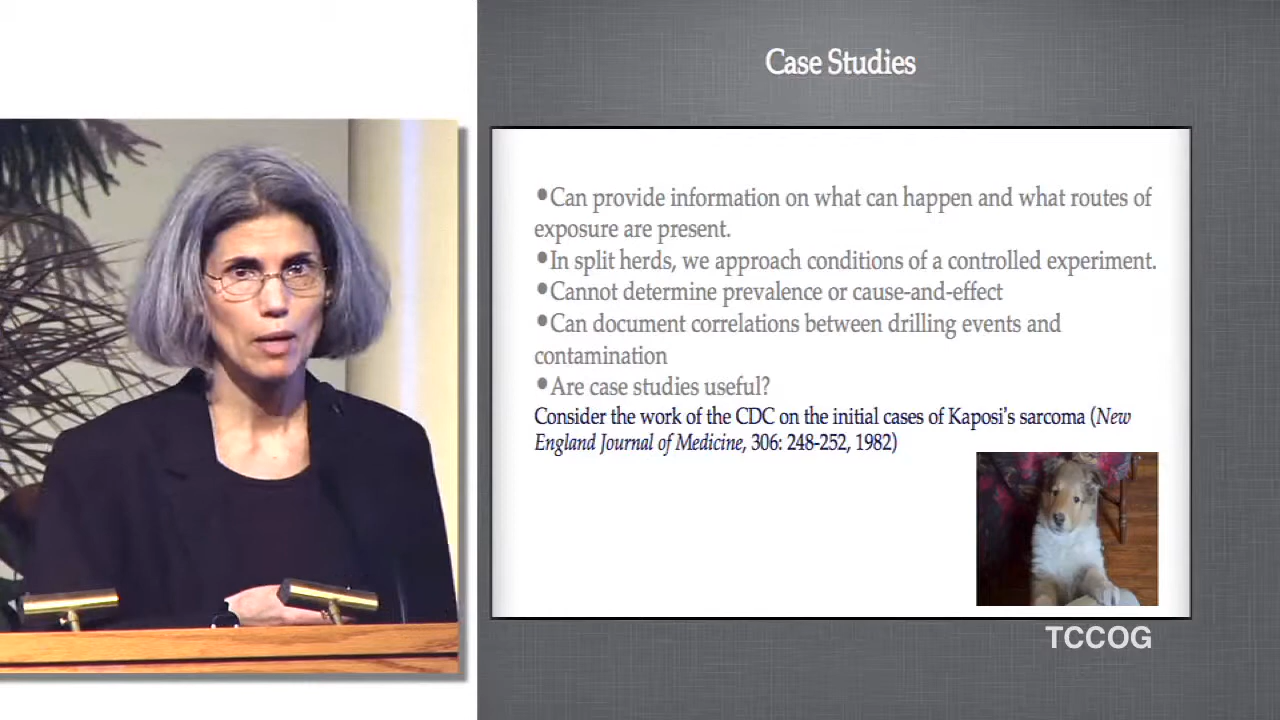 Case Studies
•Can provide information on what can happen and what routes of
exposure are present.
•In split herds, we approach conditions of a controlled experiment.
•Cannot determine prevalence or cause-and-effect
•Can document correlations between drilling events and
contamination
•Are case studies useful?
Consider the work of the CDC on the initial cases of Kaposi's sarcoma (New
England Journal of Medicine, 306: 248-252, 1982)
TCCOG